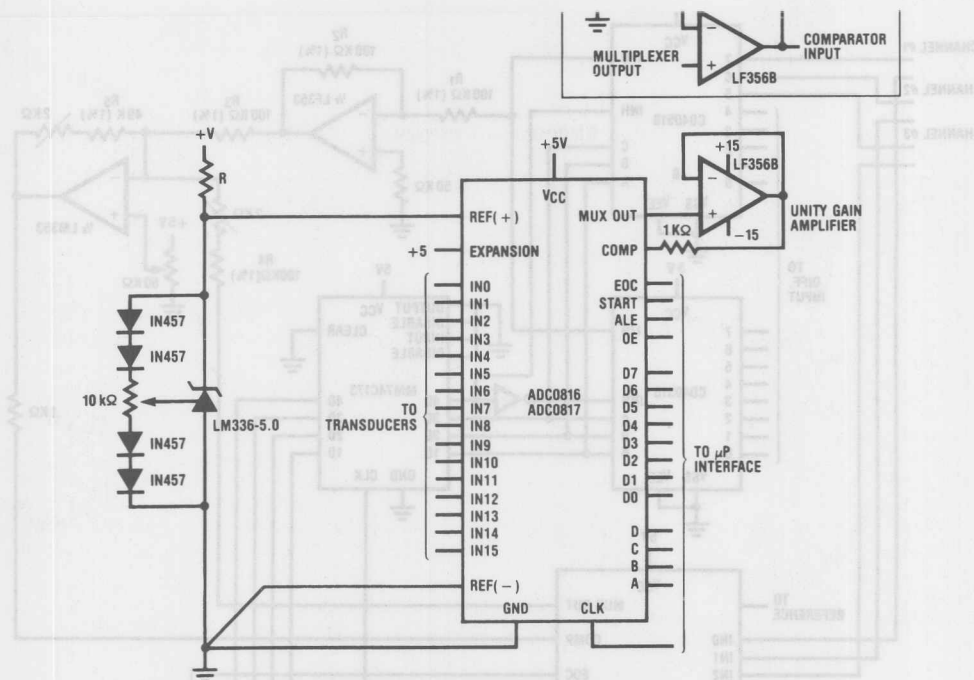 MULTIPLEXER
OUTPUT
−
+
LF356B
COMPARATOR
INPUT
+V
R
+5V
VCC
REF(+)
+5
EXPANSION
MUX OUT
COMP
1KΩ
+15
LF356B
−
+
−15
UNITY GAIN
AMPLIFIER
IN457
IN457
10 kΩ
IN457
IN457
LM336-5.0
TO
TRANSDUCERS
IN0
IN1
IN2
IN3
IN4
IN5
IN6
IN7
IN8
IN9
IN10
IN11
IN12
IN13
IN14
IN15
ADC0816
ADC0817
EOC
START
ALE
OE
D7
D6
D5
D4
D3
D2
D1
D0
D
C
B
A
TO µP
INTERFACE
REF(−)
GND
CLK